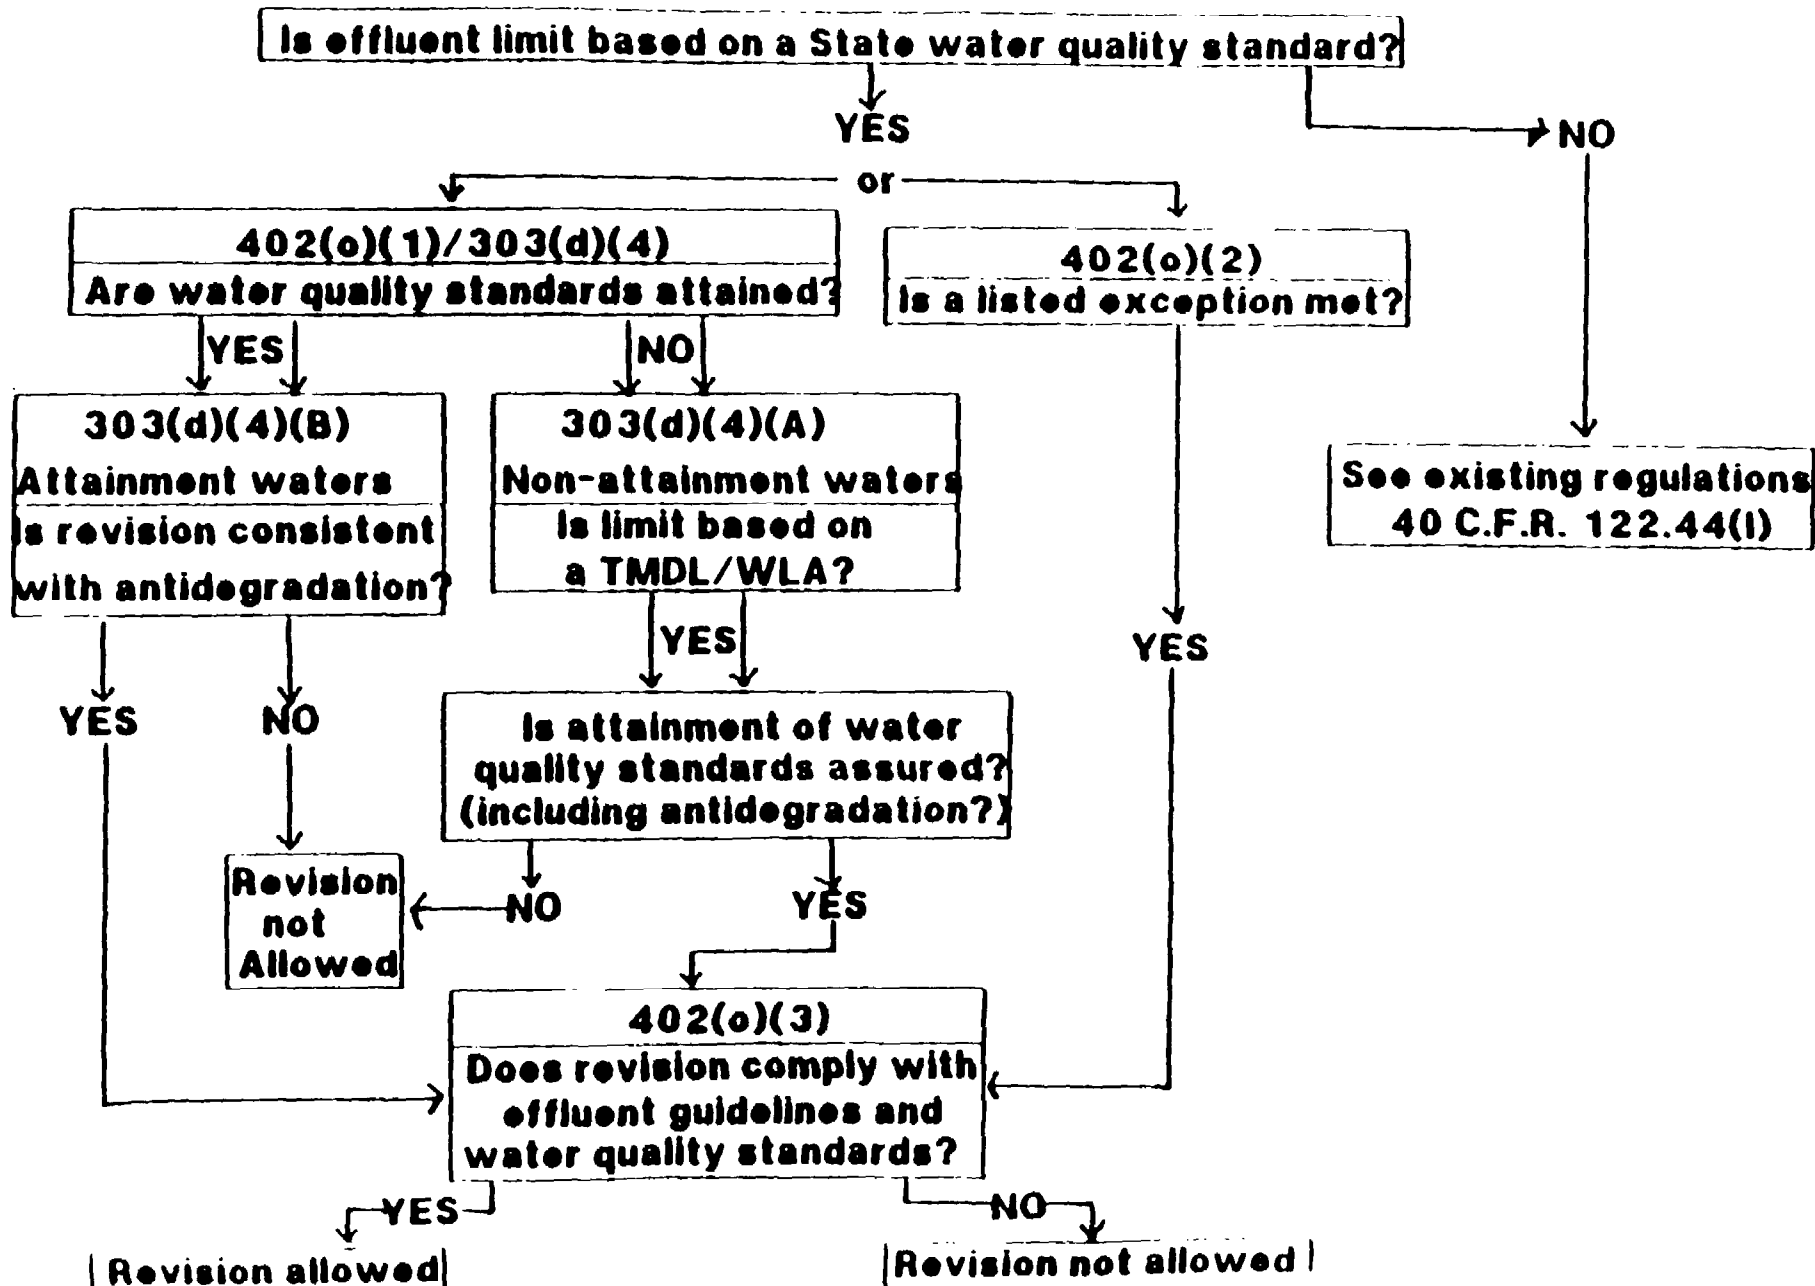 Is effluent limit based on a State water quality standard?
YES
NO
or
402(o)(1)/303(d)(4)
Are water quality standards attained?
402(o)(2)
Is a listed exception met?
YES
NO
303(d)(4)(B)
Attainment waters
Is revision consistent
with antidegradation?
303(d)(4)(A)
Non-attainment waters
Is limit based on
a TMDL/WLA?
See existing regulations
40 C.F.R. 122.44(l)
YES
YES
YES
NO
Is attainment of water
quality standards assured?
(including antidegradation?)
Revision
not
Allowed
NO
YES
402(o)(3)
Does revision comply with
effluent guidelines and
water quality standards?
YES
NO
Revision allowed
Revision not allowed